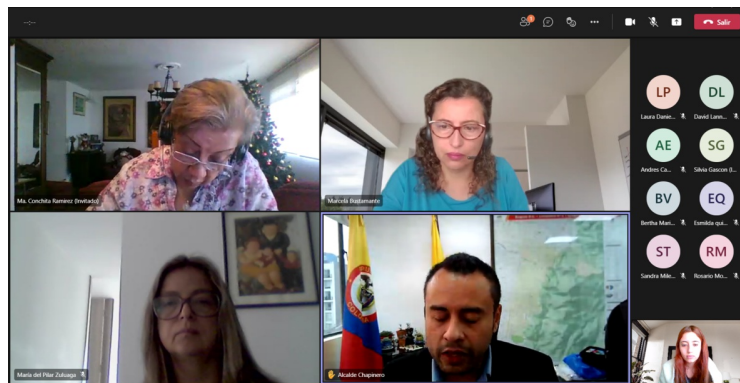 --:--
Salir
Ma. Conchita Ramirez (Invitado)
Marcela Bustamante
María del Pilar Zuluaga
Alcalde Chapinero
LP
Laura Danie...
DL
David Lann...
AE
Andres Ca...
SG
Silvia Gascon (I...
BV
Bertha Mari...
EQ
Esmilda qui...
ST
Sandra Mile...
RM
Rosario Mo...